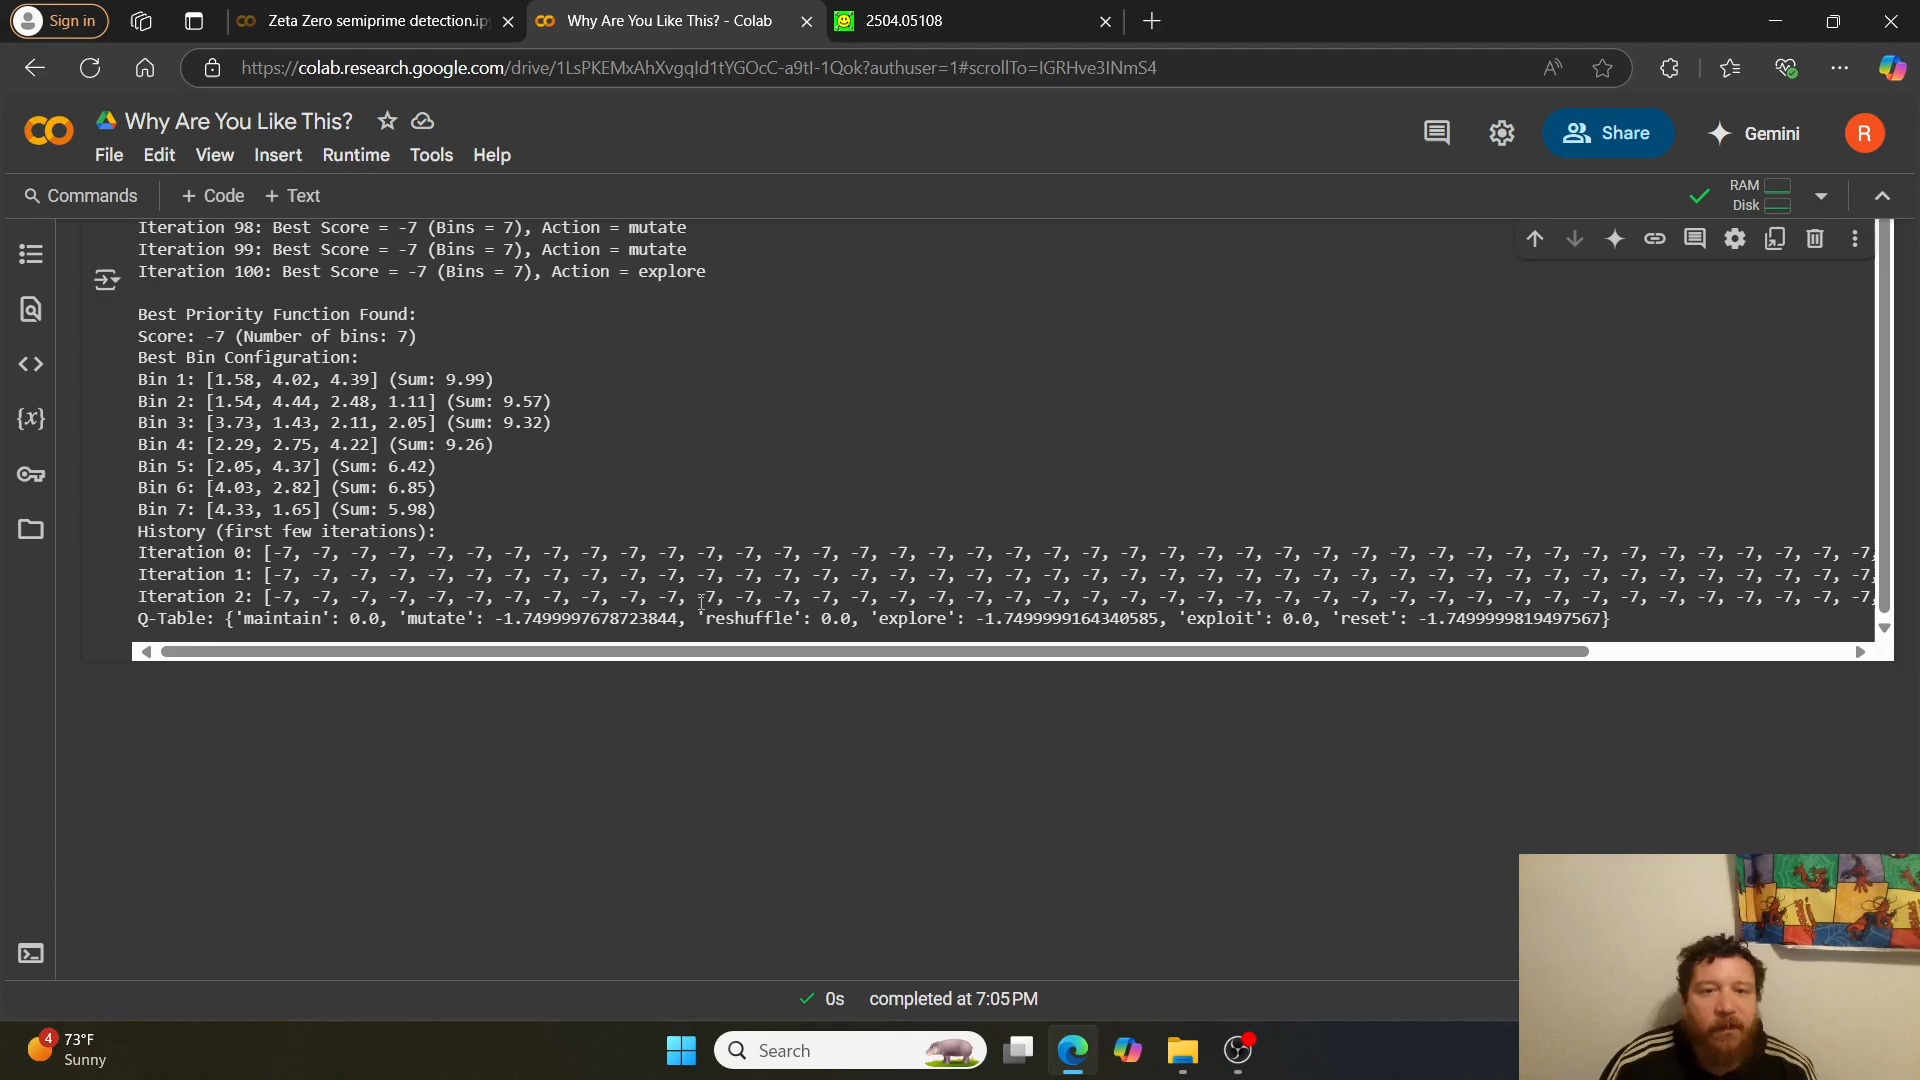 Sign in
Zeta Zero semiprime detection.ip
Why Are You Like This? - Colab
2504.05108
https://colab.research.google.com/drive/1LsPKEMxAhXvgqId1tYGOcC-a9tI-1Qok?authuser=1#scrollTo=IGRHve3INmS4
Why Are You Like This?
File Edit View Insert Runtime Tools Help
Share
Gemini
R
Commands + Code + Text
RAM
Disk
Iteration 98: Best Score = -7 (Bins = 7), Action = mutate
Iteration 99: Best Score = -7 (Bins = 7), Action = mutate
Iteration 100: Best Score = -7 (Bins = 7), Action = explore
Best Priority Function Found:
Score: -7 (Number of bins: 7)
Best Bin Configuration:
Bin 1: [1.58, 4.02, 4.39] (Sum: 9.99)
Bin 2: [1.54, 4.44, 2.48, 1.11] (Sum: 9.57)
Bin 3: [3.73, 1.43, 2.11, 2.05] (Sum: 9.32)
Bin 4: [2.29, 2.75, 4.22] (Sum: 9.26)
Bin 5: [2.05, 4.37] (Sum: 6.42)
Bin 6: [4.03, 2.82] (Sum: 6.85)
Bin 7: [4.33, 1.65] (Sum: 5.98)
History (first few iterations):
Iteration 0: [-7, -7, -7, -7, -7, -7, -7, -7, -7, -7, -7, -7, -7, -7, -7, -7, -7, -7, -7, -7, -7, -7, -7, -7, -7, -7, -7, -7, -7, -7, -7, -7, -7, -7, -7, -7, -7, -7, -7, -7, -7, -7,
Iteration 1: [-7, -7, -7, -7, -7, -7, -7, -7, -7, -7, -7, -7, -7, -7, -7, -7, -7, -7, -7, -7, -7, -7, -7, -7, -7, -7, -7, -7, -7, -7, -7, -7, -7, -7, -7, -7, -7, -7, -7, -7, -7, -7,
Iteration 2: [-7, -7, -7, -7, -7, -7, -7, -7, -7, -7, -7, -7, -7, -7, -7, -7, -7, -7, -7, -7, -7, -7, -7, -7, -7, -7, -7, -7, -7, -7, -7, -7, -7, -7, -7, -7, -7, -7, -7, -7, -7, -7,
Q-Table: {'maintain': 0.0, 'mutate': -1.7499997678723844, 'reshuffle': 0.0, 'explore': -1.7499999164340585, 'exploit': 0.0, 'reset': -1.7499999819497567}
0s completed at 7:05 PM
4
73°F
Sunny
Search